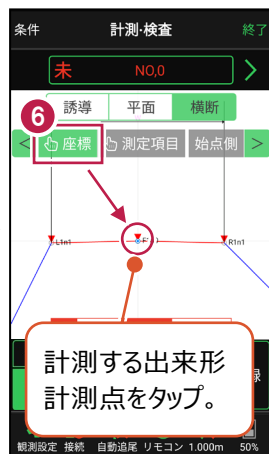 条件 計測・検査 終了
未 NO,0
6
誘導 平面 横断
< 座標 測定項目 始点側 >
L1n1 R1n1
計測する出来形
計測点をタップ。
観測設定 接続 自動追尾 リモコン 1.000m 50%